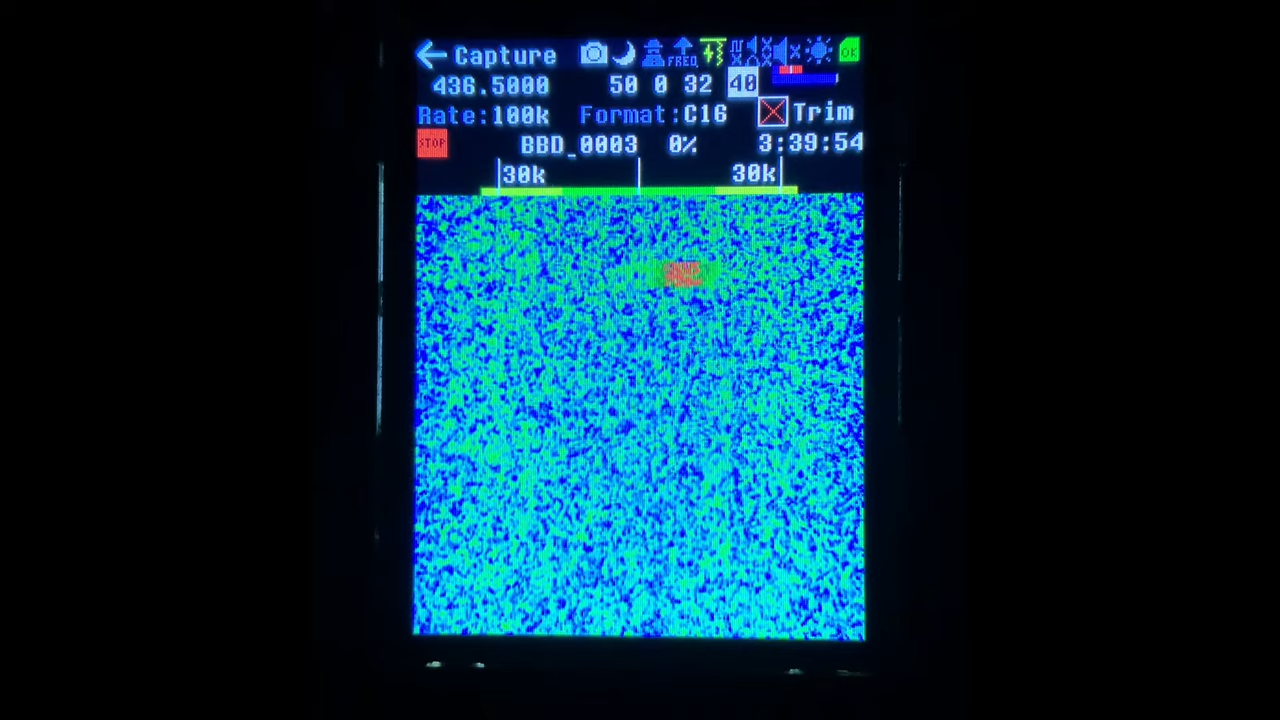 Capture FREQ OK
436.5000 50 0 32 40
Rate:100k Format:C16 Trim
STOP BBD_0003 0% 3:39:54
30k 30k